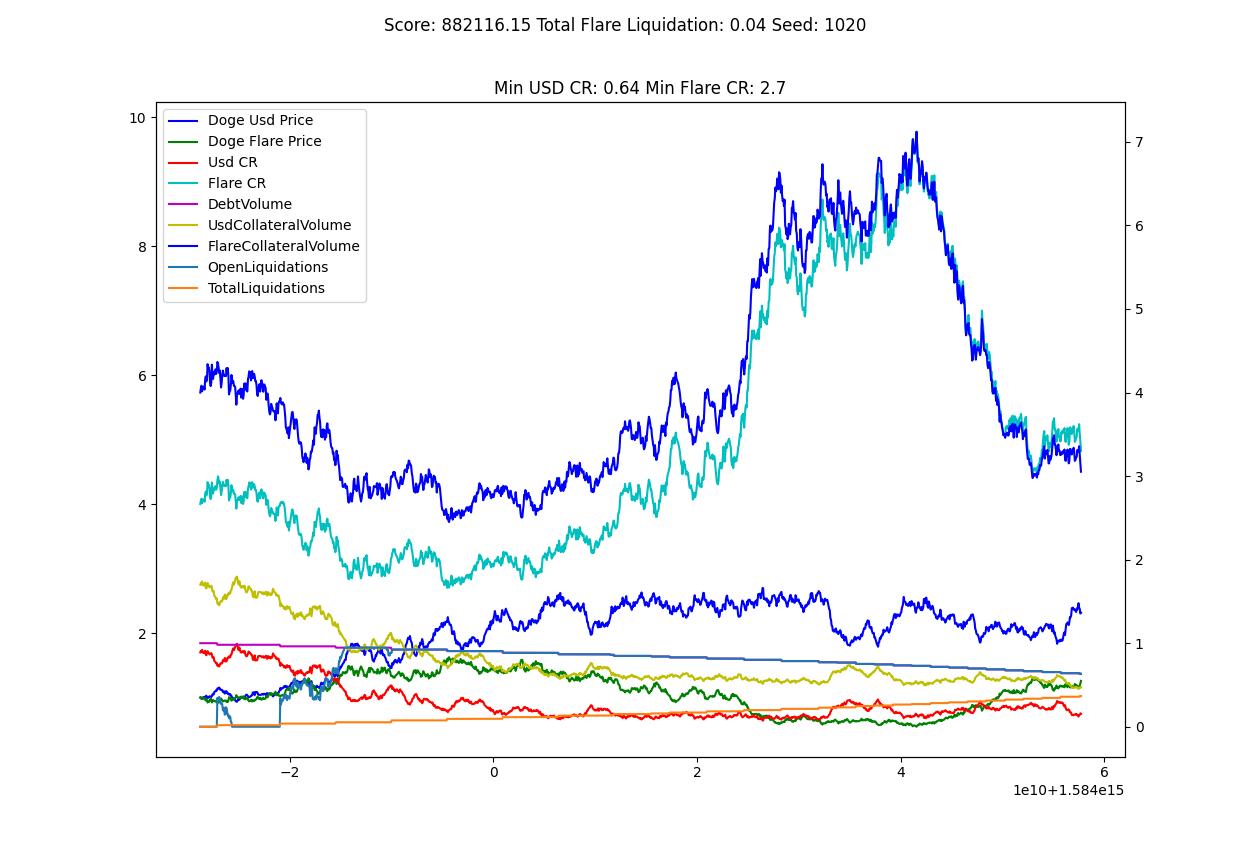 Score: 882116.15 Total Flare Liquidation: 0.04 Seed: 1020
Min USD CR: 0.64 Min Flare CR: 2.7
Doge Usd Price
Doge Flare Price
Usd CR
Flare CR
DebtVolume
UsdCollateralVolume
FlareCollateralVolume
OpenLiquidations
TotalLiquidations
10
8
6
4
2
7
6
5
4
3
2
1
0
−2
0
2
4
6
1e10+1.584e15